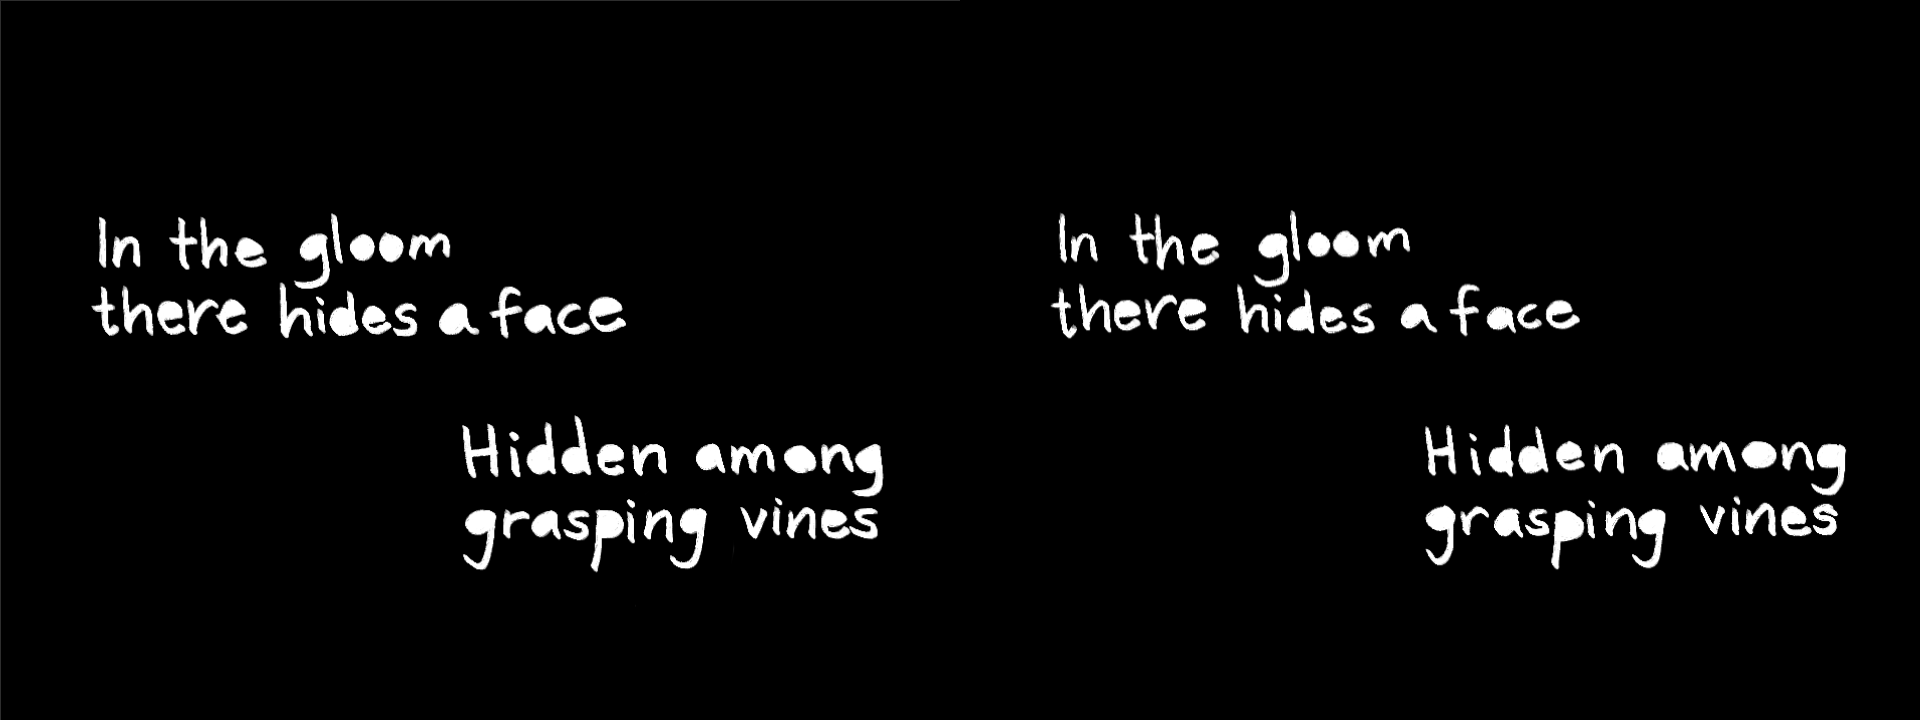 In the gloom
there hides a face
Hidden among
grasping vines
In the gloom
there hides a face
Hidden among
grasping vines